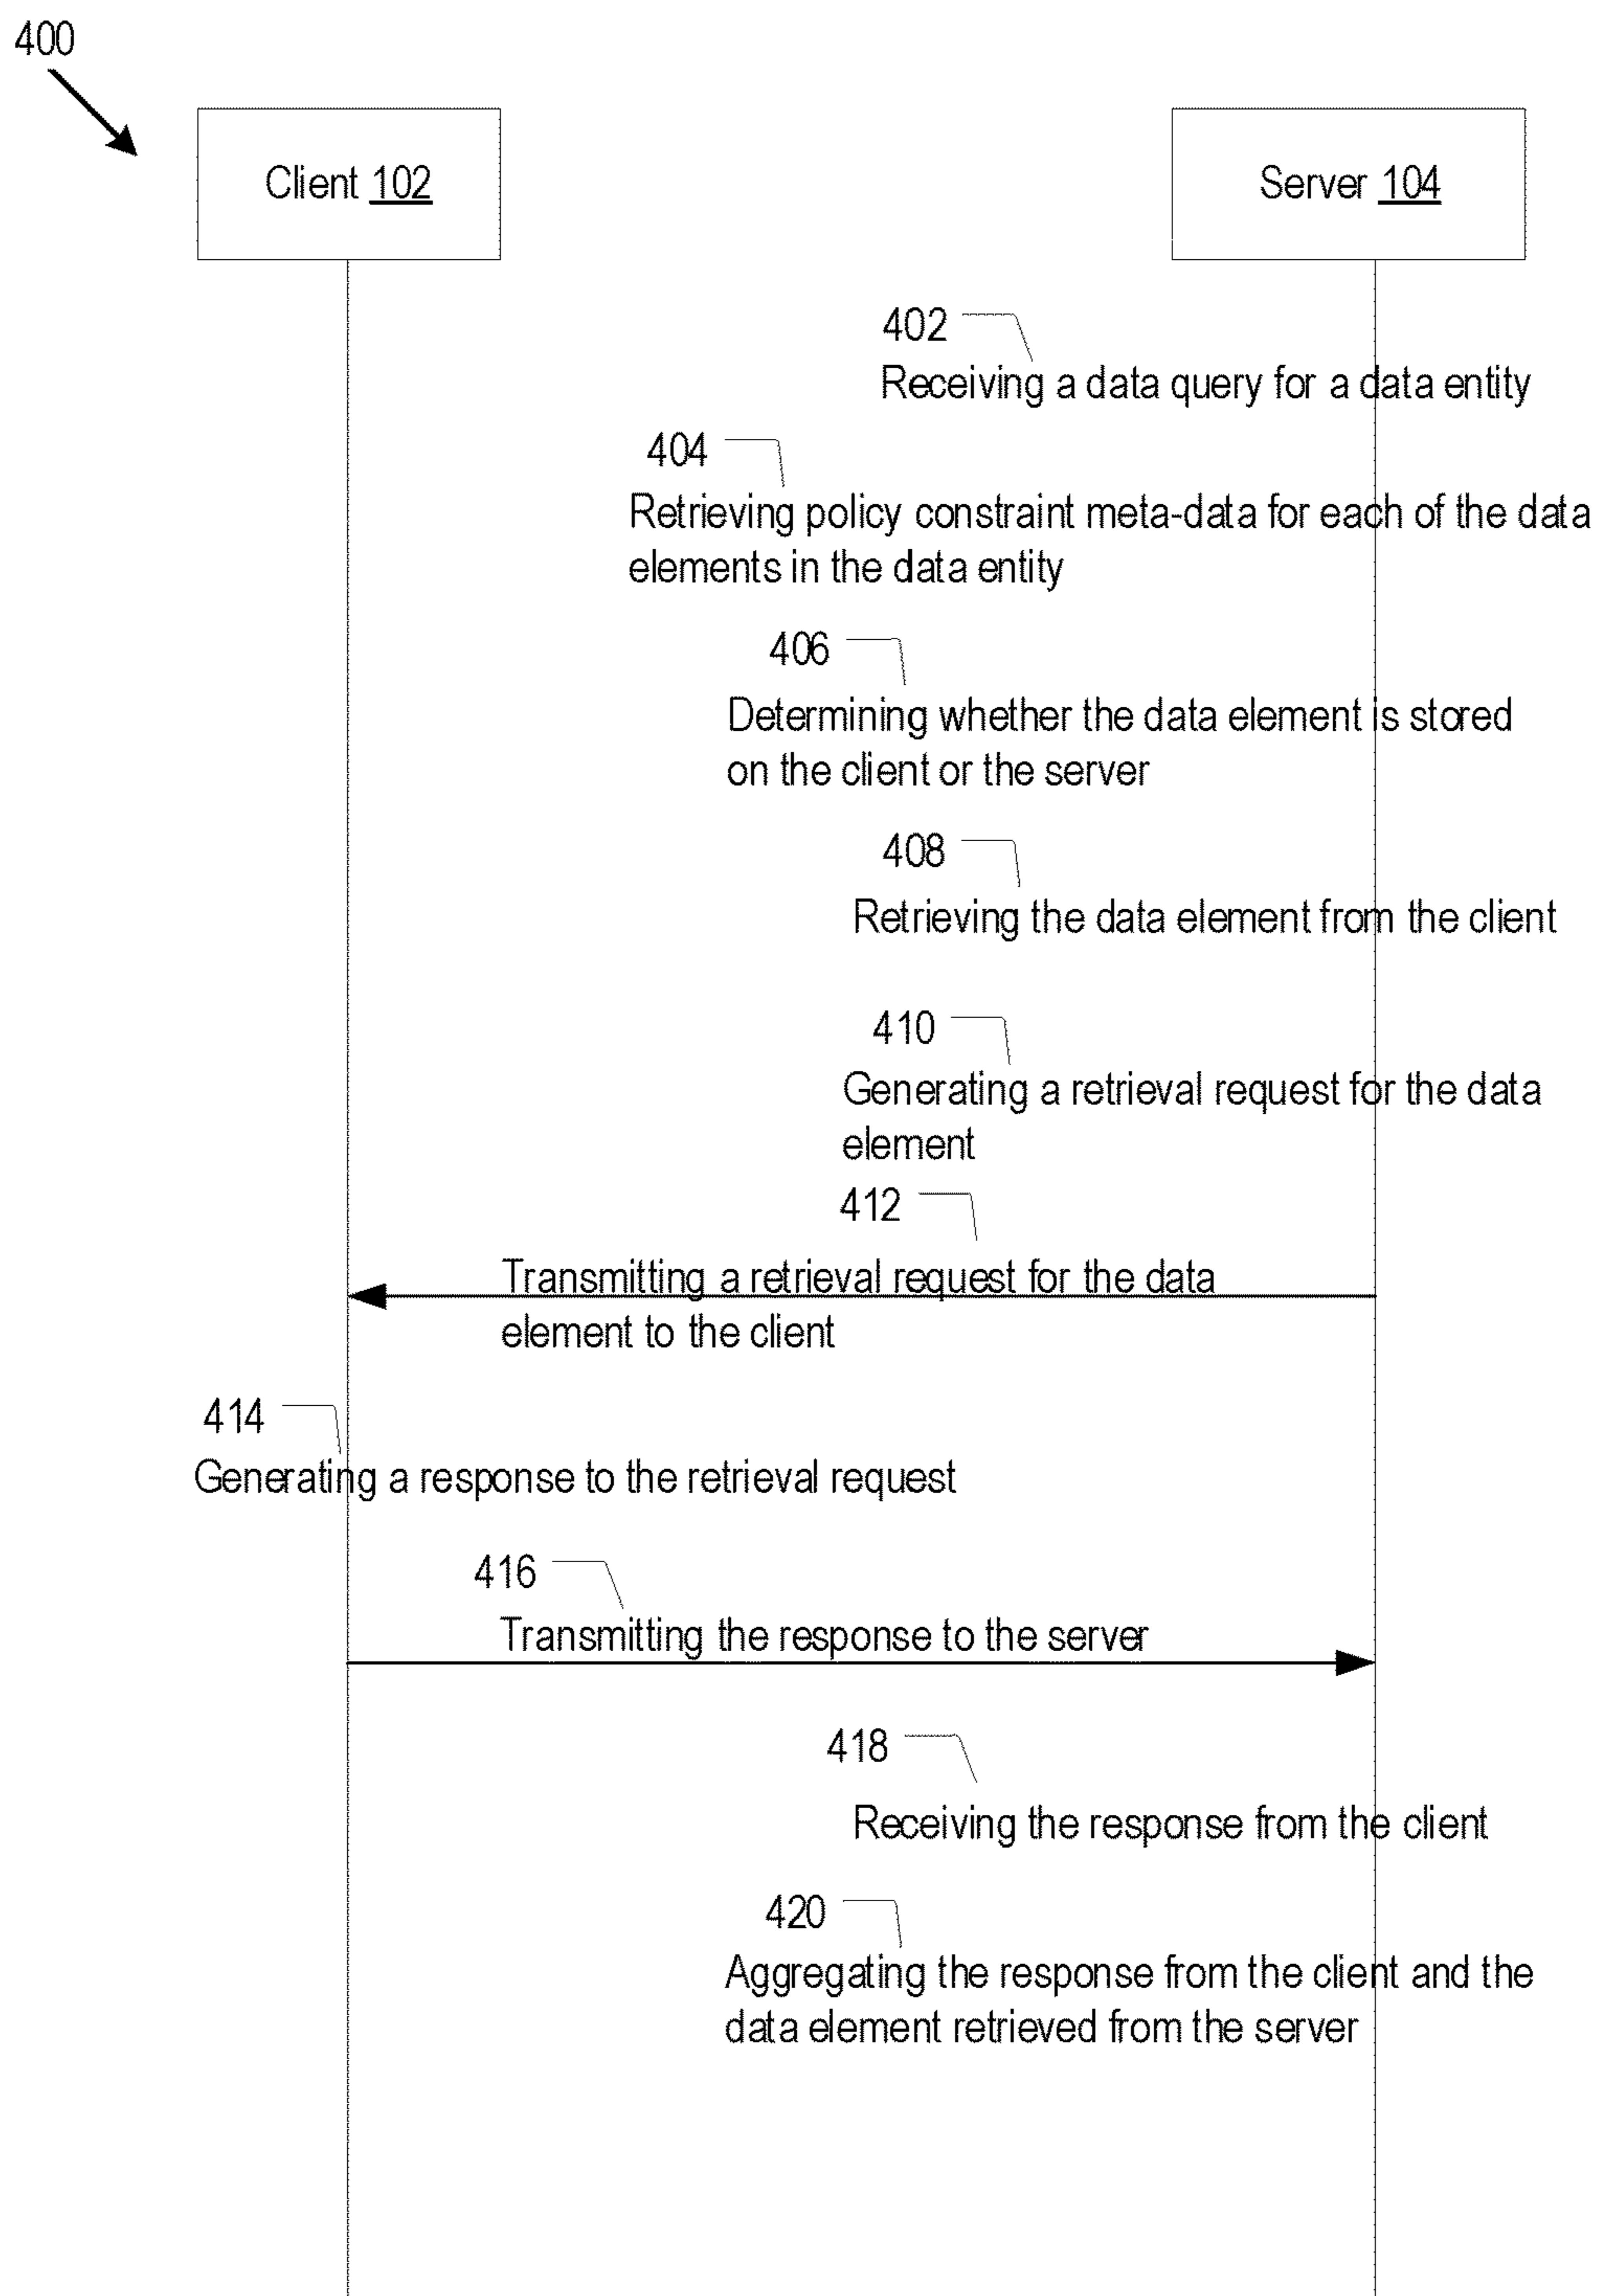 400
Client 102
Server 104
402
Receiving a data query for a data entity
404
Retrieving policy constraint meta-data for each of the data
elements in the data entity
406
Determining whether the data element is stored
on the client or the server
408
Retrieving the data element from the client
410
Generating a retrieval request for the data
element
412
Transmitting a retrieval request for the data
element to the client
414
Generating a response to the retrieval request
416
Transmitting the response to the server
418
Receiving the response from the client
420
Aggregating the response from the client and the
data element retrieved from the server